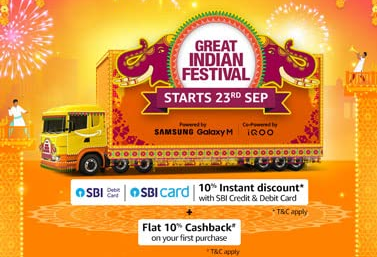 GREAT
INDIAN
FESTIVAL
STARTS 23RD SEP
Powered by
SAMSUNG Galaxy M
Co-Powered by
iQOO
SBI Debit Card
SBI card
10% Instant discount*
with SBI Credit & Debit Card
* T&C apply
+
Flat 10% Cashback#
on your first purchase
* T&C apply